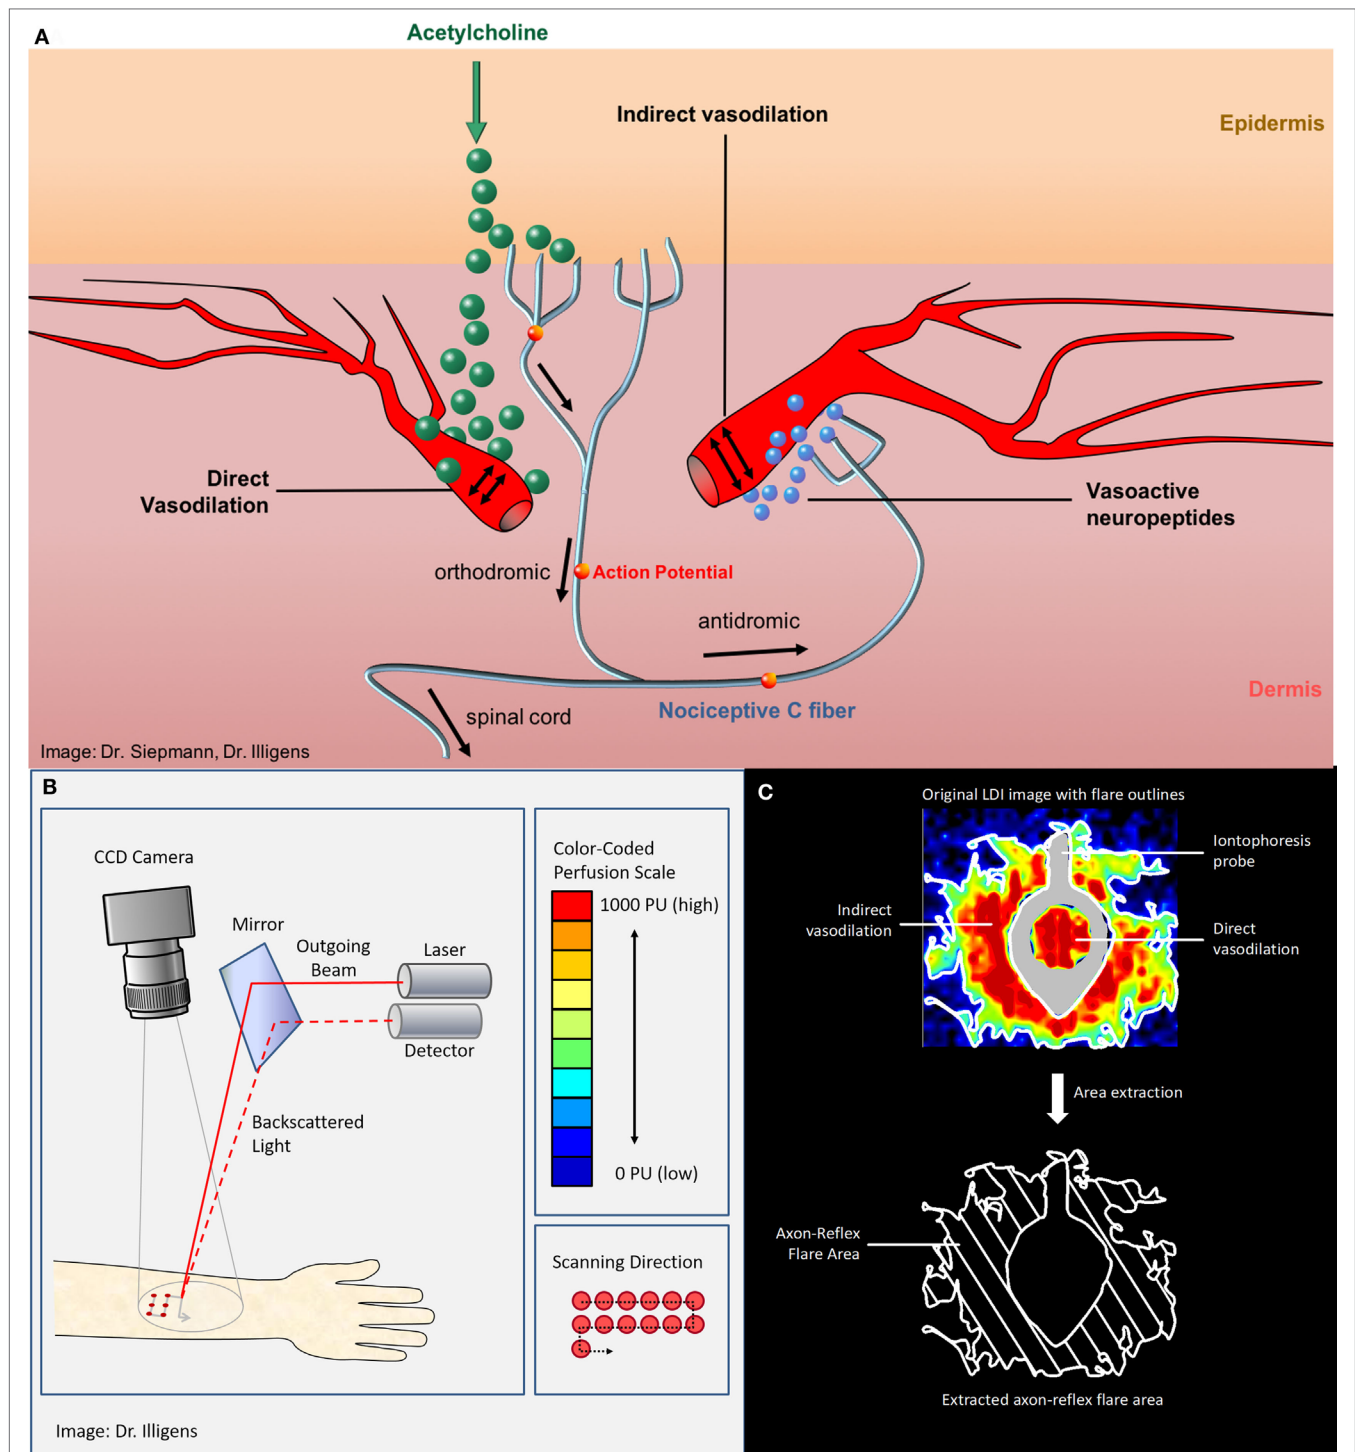 A
Acetylcholine
Indirect vasodilation
Epidermis
Direct
Vasodilation
Vasoactive
neuropeptides
orthodromic
Action Potential
antidromic
Dermis
spinal cord
Nociceptive C fiber
Image: Dr. Siepmann, Dr. Illigens
B
CCD Camera
Mirror
Outgoing
Beam
Laser
Detector
Backscattered
Light
Color-Coded
Perfusion Scale
1000 PU (high)
0 PU (low)
Scanning Direction
Image: Dr. Illigens
C
Original LDI image with flare outlines
Iontophoresis
probe
Indirect
vasodilation
Direct
vasodilation
Area extraction
Axon-Reflex
Flare Area
Extracted axon-reflex flare area